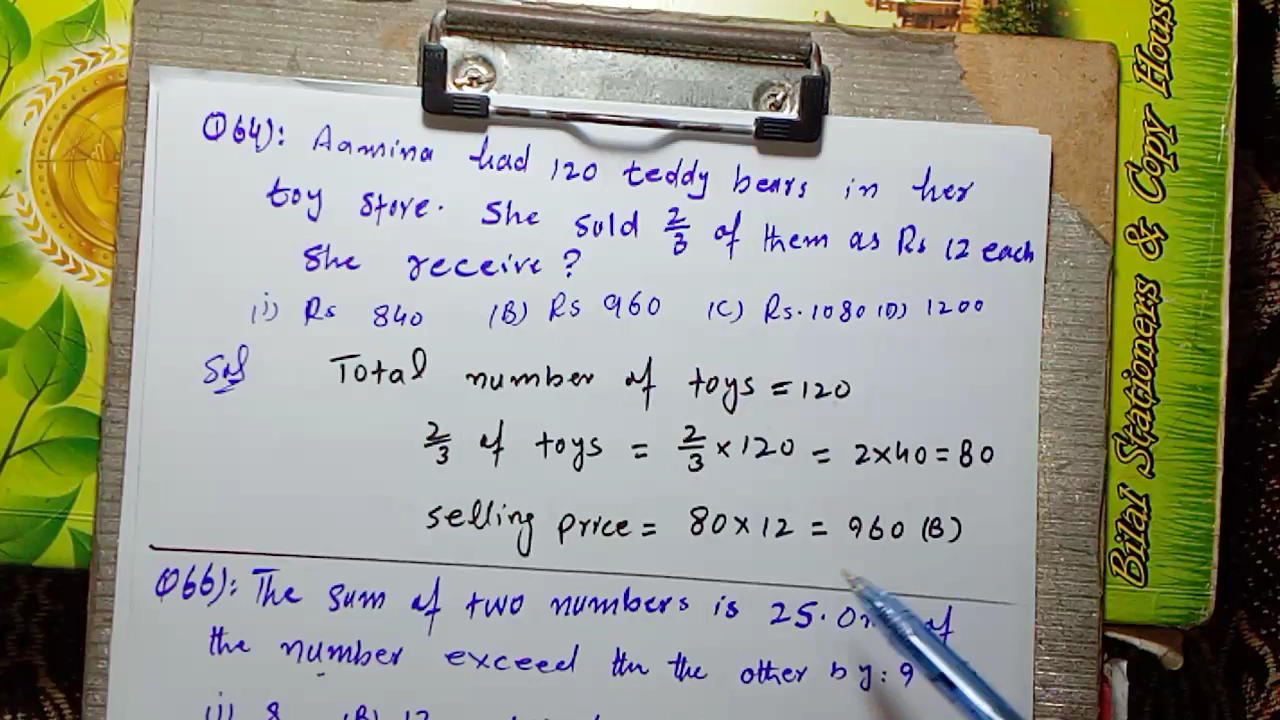 Q64): Aamina had 120 teddy bears in her
toy store. She sold 2/3 of them as Rs 12 each
She receive?
(i) Rs 840 (B) Rs 960 (C) Rs.1080 (D) 1200
Sol Total number of toys = 120
2/3 of toys = 2/3 × 120 = 2×40 = 80
selling price = 80×12 = 960 (B)
Q66): The sum of two numbers is 25. of
the number exceed the the other by: 9
(i) 8 (B) 12
Bilal Stationers & Copy House